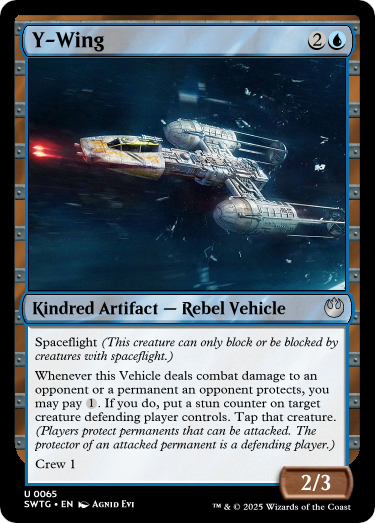 Y-Wing
2
Kindred Artifact — Rebel Vehicle
Spaceflight (This creature can only block or be blocked by
creatures with spaceflight.)
Whenever this Vehicle deals combat damage to an
opponent or a permanent an opponent protects, you
may pay 1. If you do, put a stun counter on target
creature defending player controls. Tap that creature.
(Players protect permanents that can be attacked. The
protector of an attacked permanent is a defending player.)
Crew 1
2/3
U 0065
SWTG • EN Agnid Evi
™ & © 2025 Wizards of the Coast